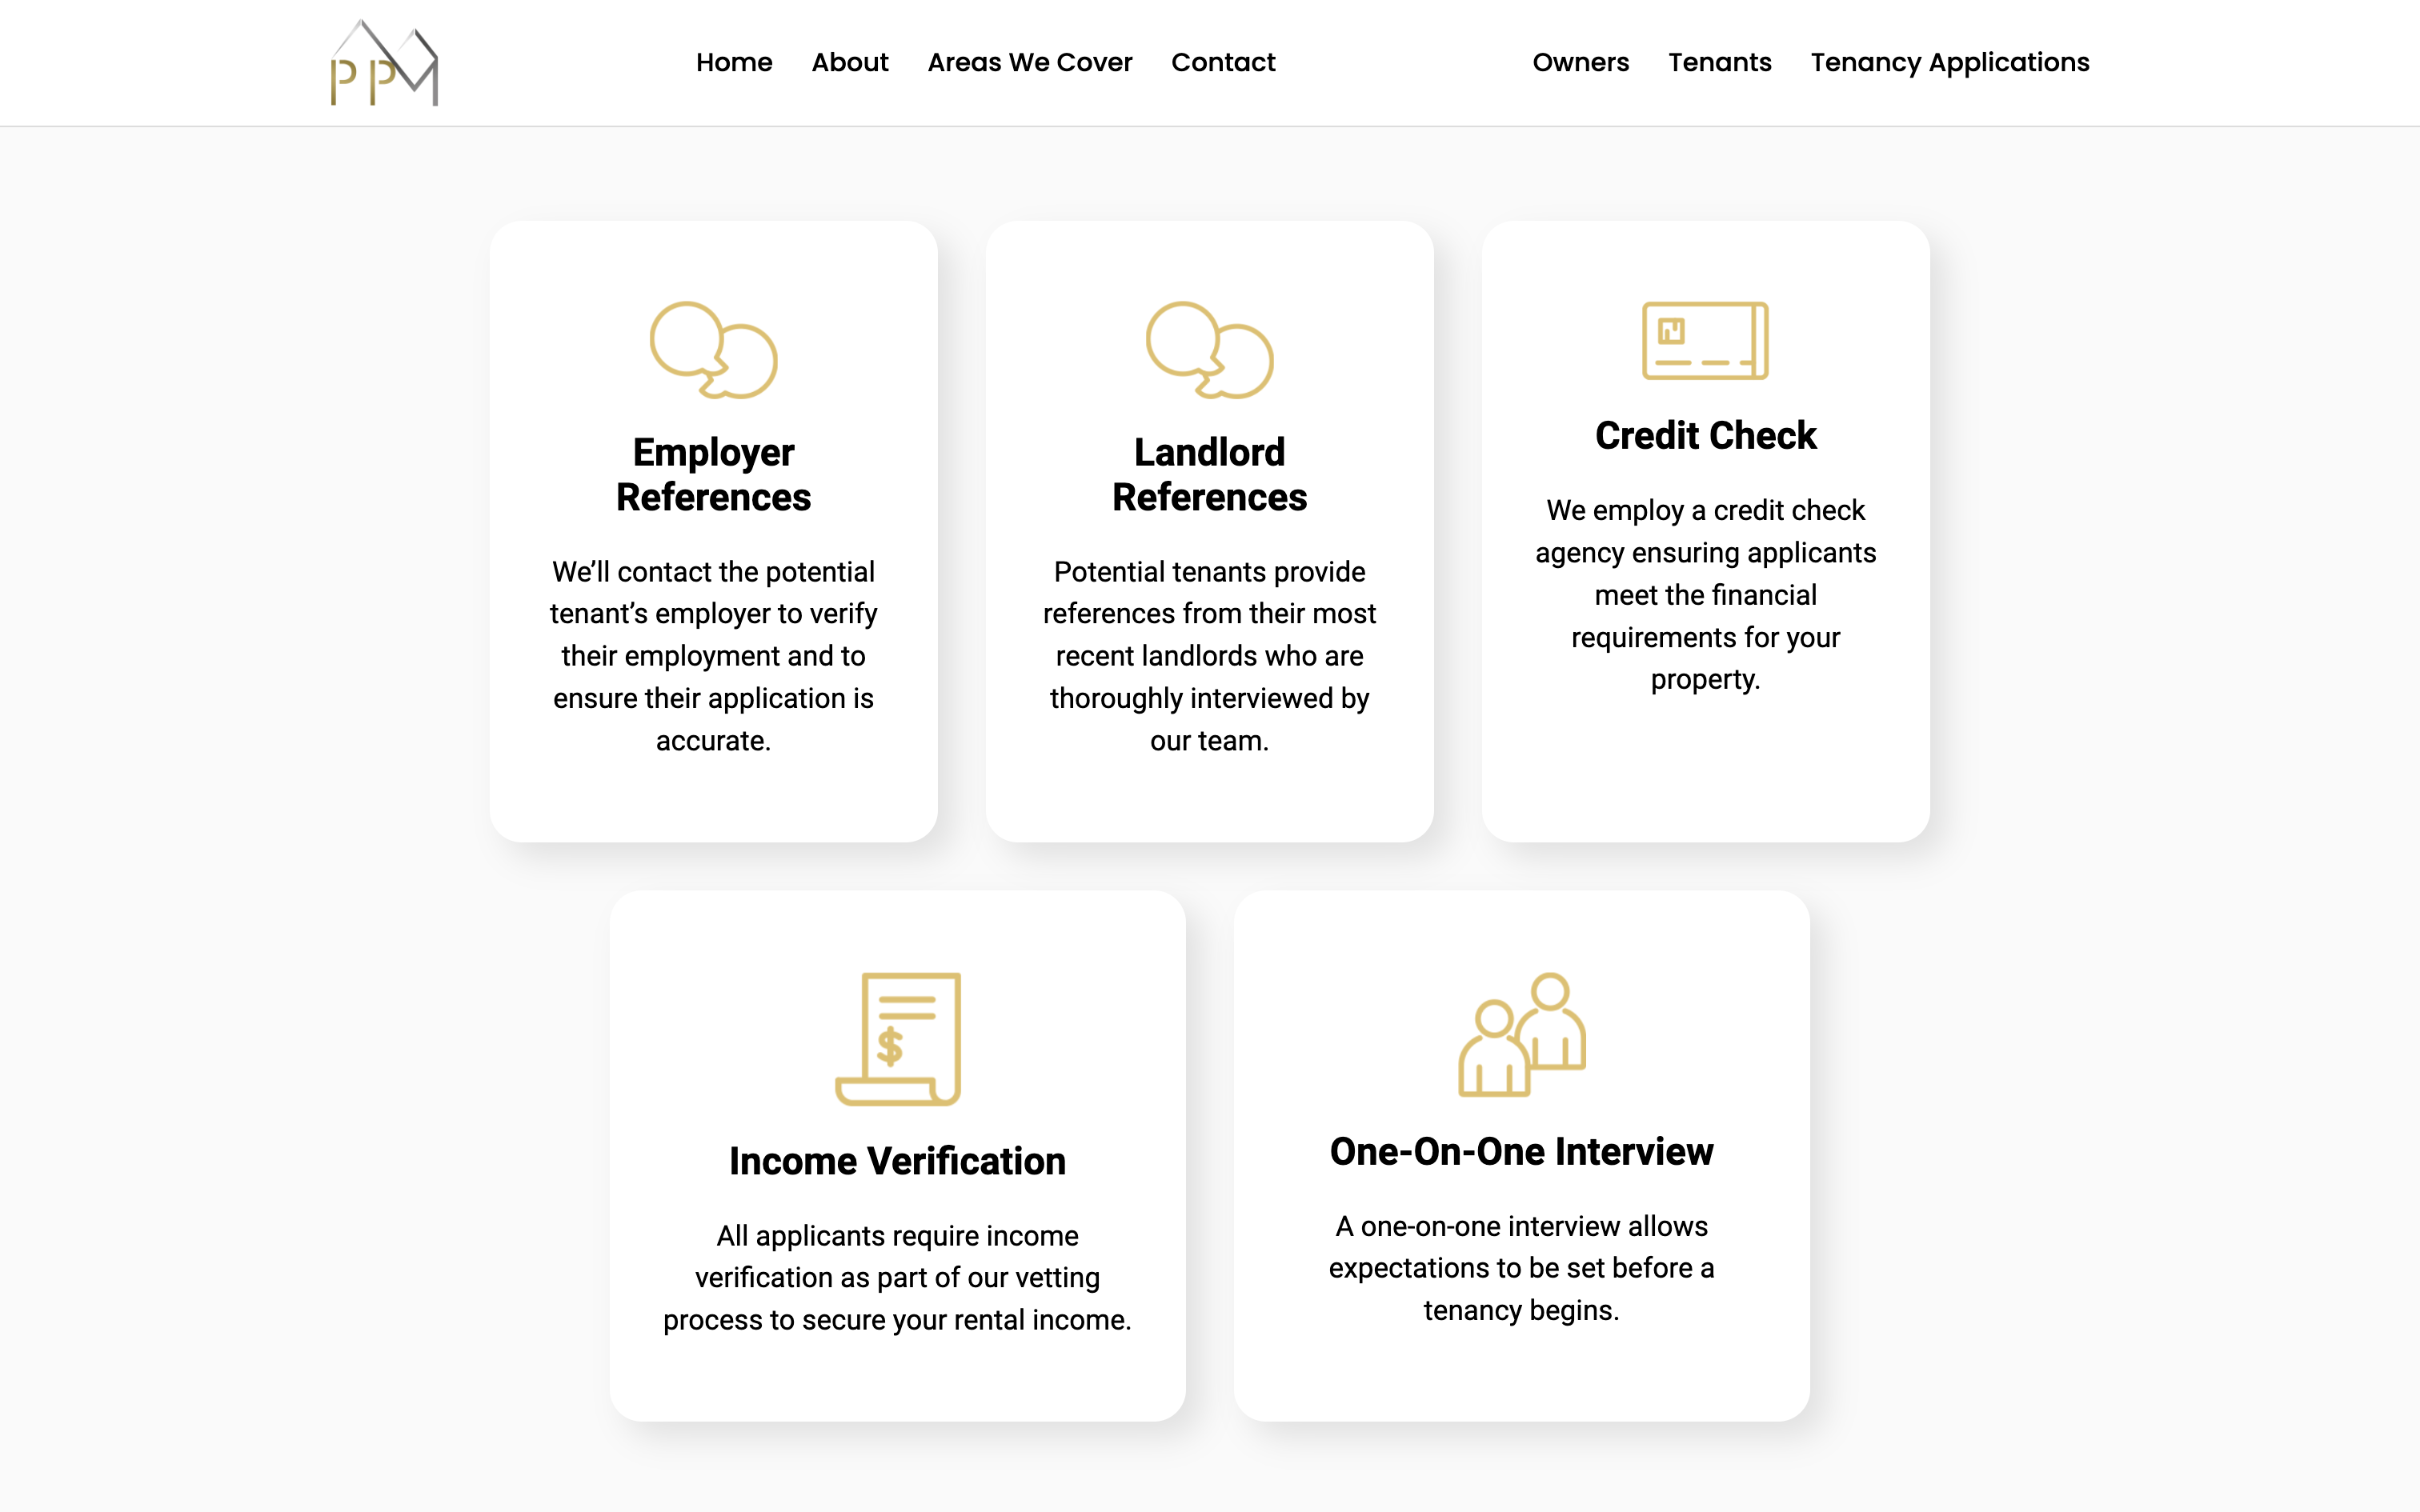 PPM
Home About Areas We Cover Contact Owners Tenants Tenancy Applications
Employer
References
We’ll contact the potential
tenant’s employer to verify
their employment and to
ensure their application is
accurate.
Landlord
References
Potential tenants provide
references from their most
recent landlords who are
thoroughly interviewed by
our team.
Credit Check
We employ a credit check
agency ensuring applicants
meet the financial
requirements for your
property.
$
Income Verification
All applicants require income
verification as part of our vetting
process to secure your rental income.
One-On-One Interview
A one-on-one interview allows
expectations to be set before a
tenancy begins.